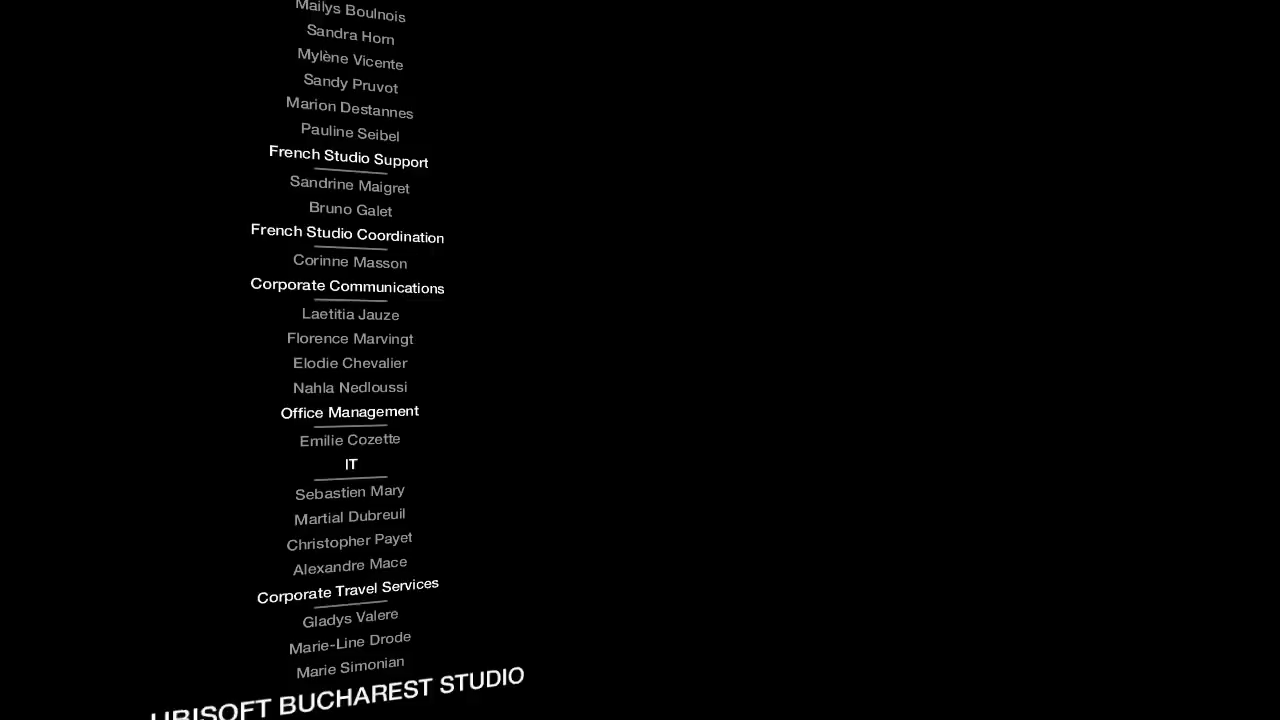 Mailys Boulnois
Sandra Horn
Mylène Vicente
Sandy Pruvot
Marion Destannes
Pauline Seibel
French Studio Support
Sandrine Maigret
Bruno Galet
French Studio Coordination
Corinne Masson
Corporate Communications
Laetitia Jauze
Florence Marvingt
Elodie Chevalier
Nahla Nedloussi
Office Management
Emilie Cozette
IT
Sebastien Mary
Martial Dubreuil
Christopher Payet
Alexandre Mace
Corporate Travel Services
Gladys Valere
Marie-Line Drode
Marie Simonian
UBISOFT BUCHAREST STUDIO